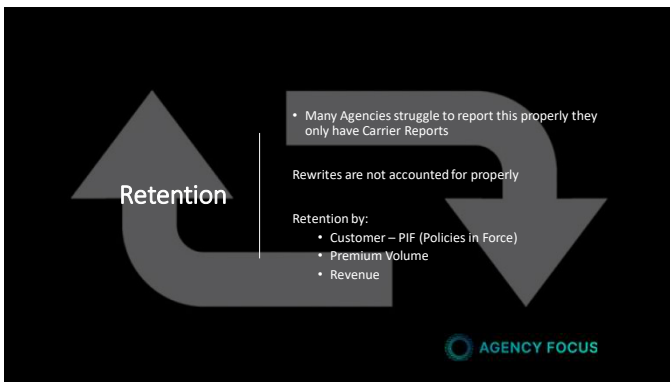 Retention
• Many Agencies struggle to report this properly they
only have Carrier Reports
Rewrites are not accounted for properly
Retention by:
• Customer – PIF (Policies in Force)
• Premium Volume
• Revenue
AGENCY FOCUS